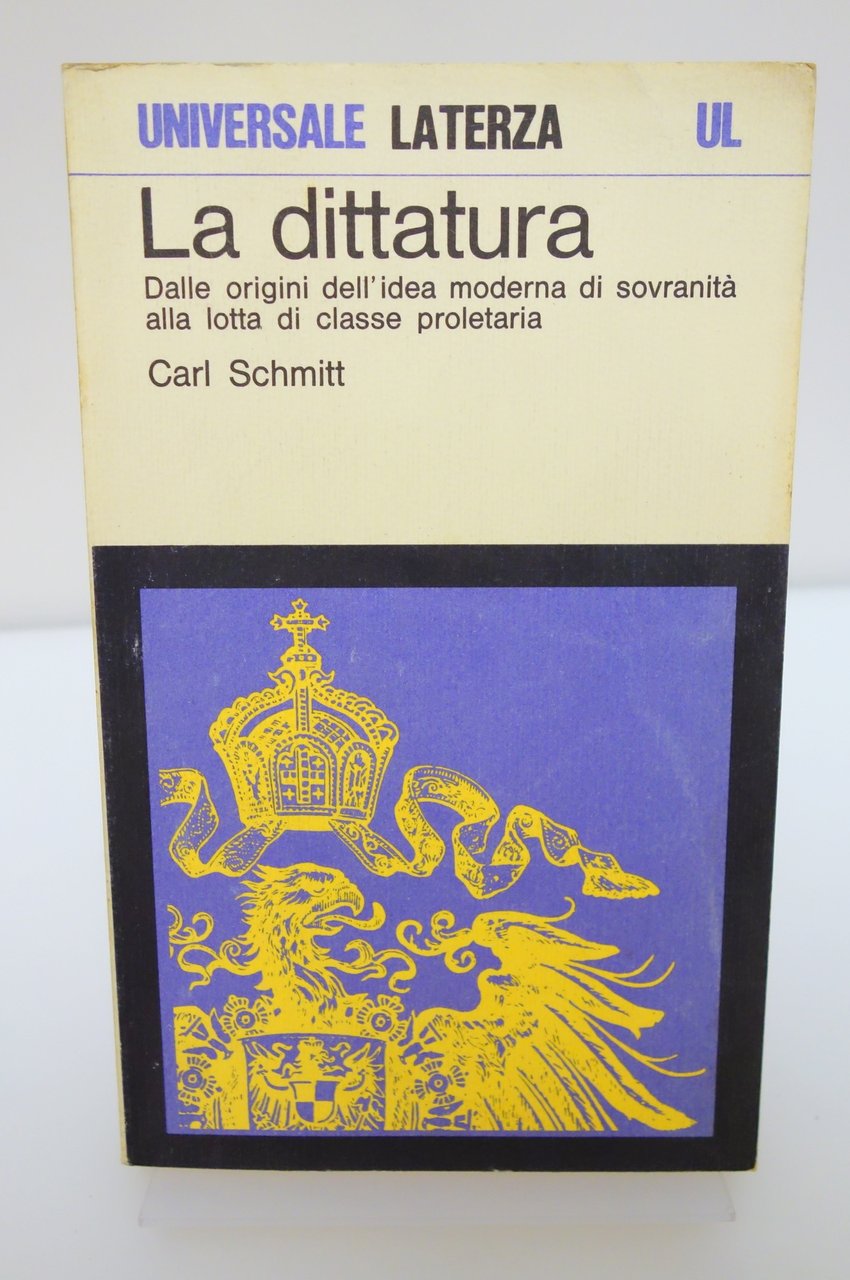 UNIVERSALE LATERZA UL
La dittatura
Dalle origini dell'idea moderna di sovranità
alla lotta di classe proletaria
Carl Schmitt